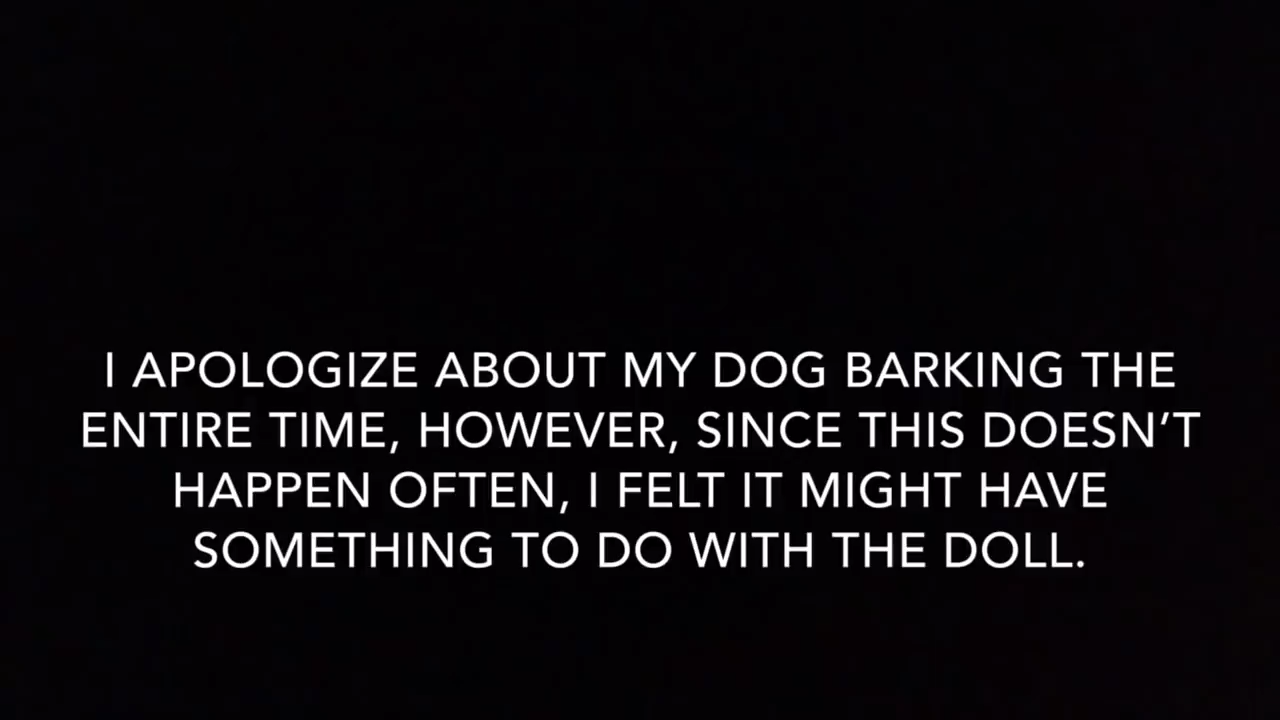 I APOLOGIZE ABOUT MY DOG BARKING THE
ENTIRE TIME, HOWEVER, SINCE THIS DOESN’T
HAPPEN OFTEN, I FELT IT MIGHT HAVE
SOMETHING TO DO WITH THE DOLL.